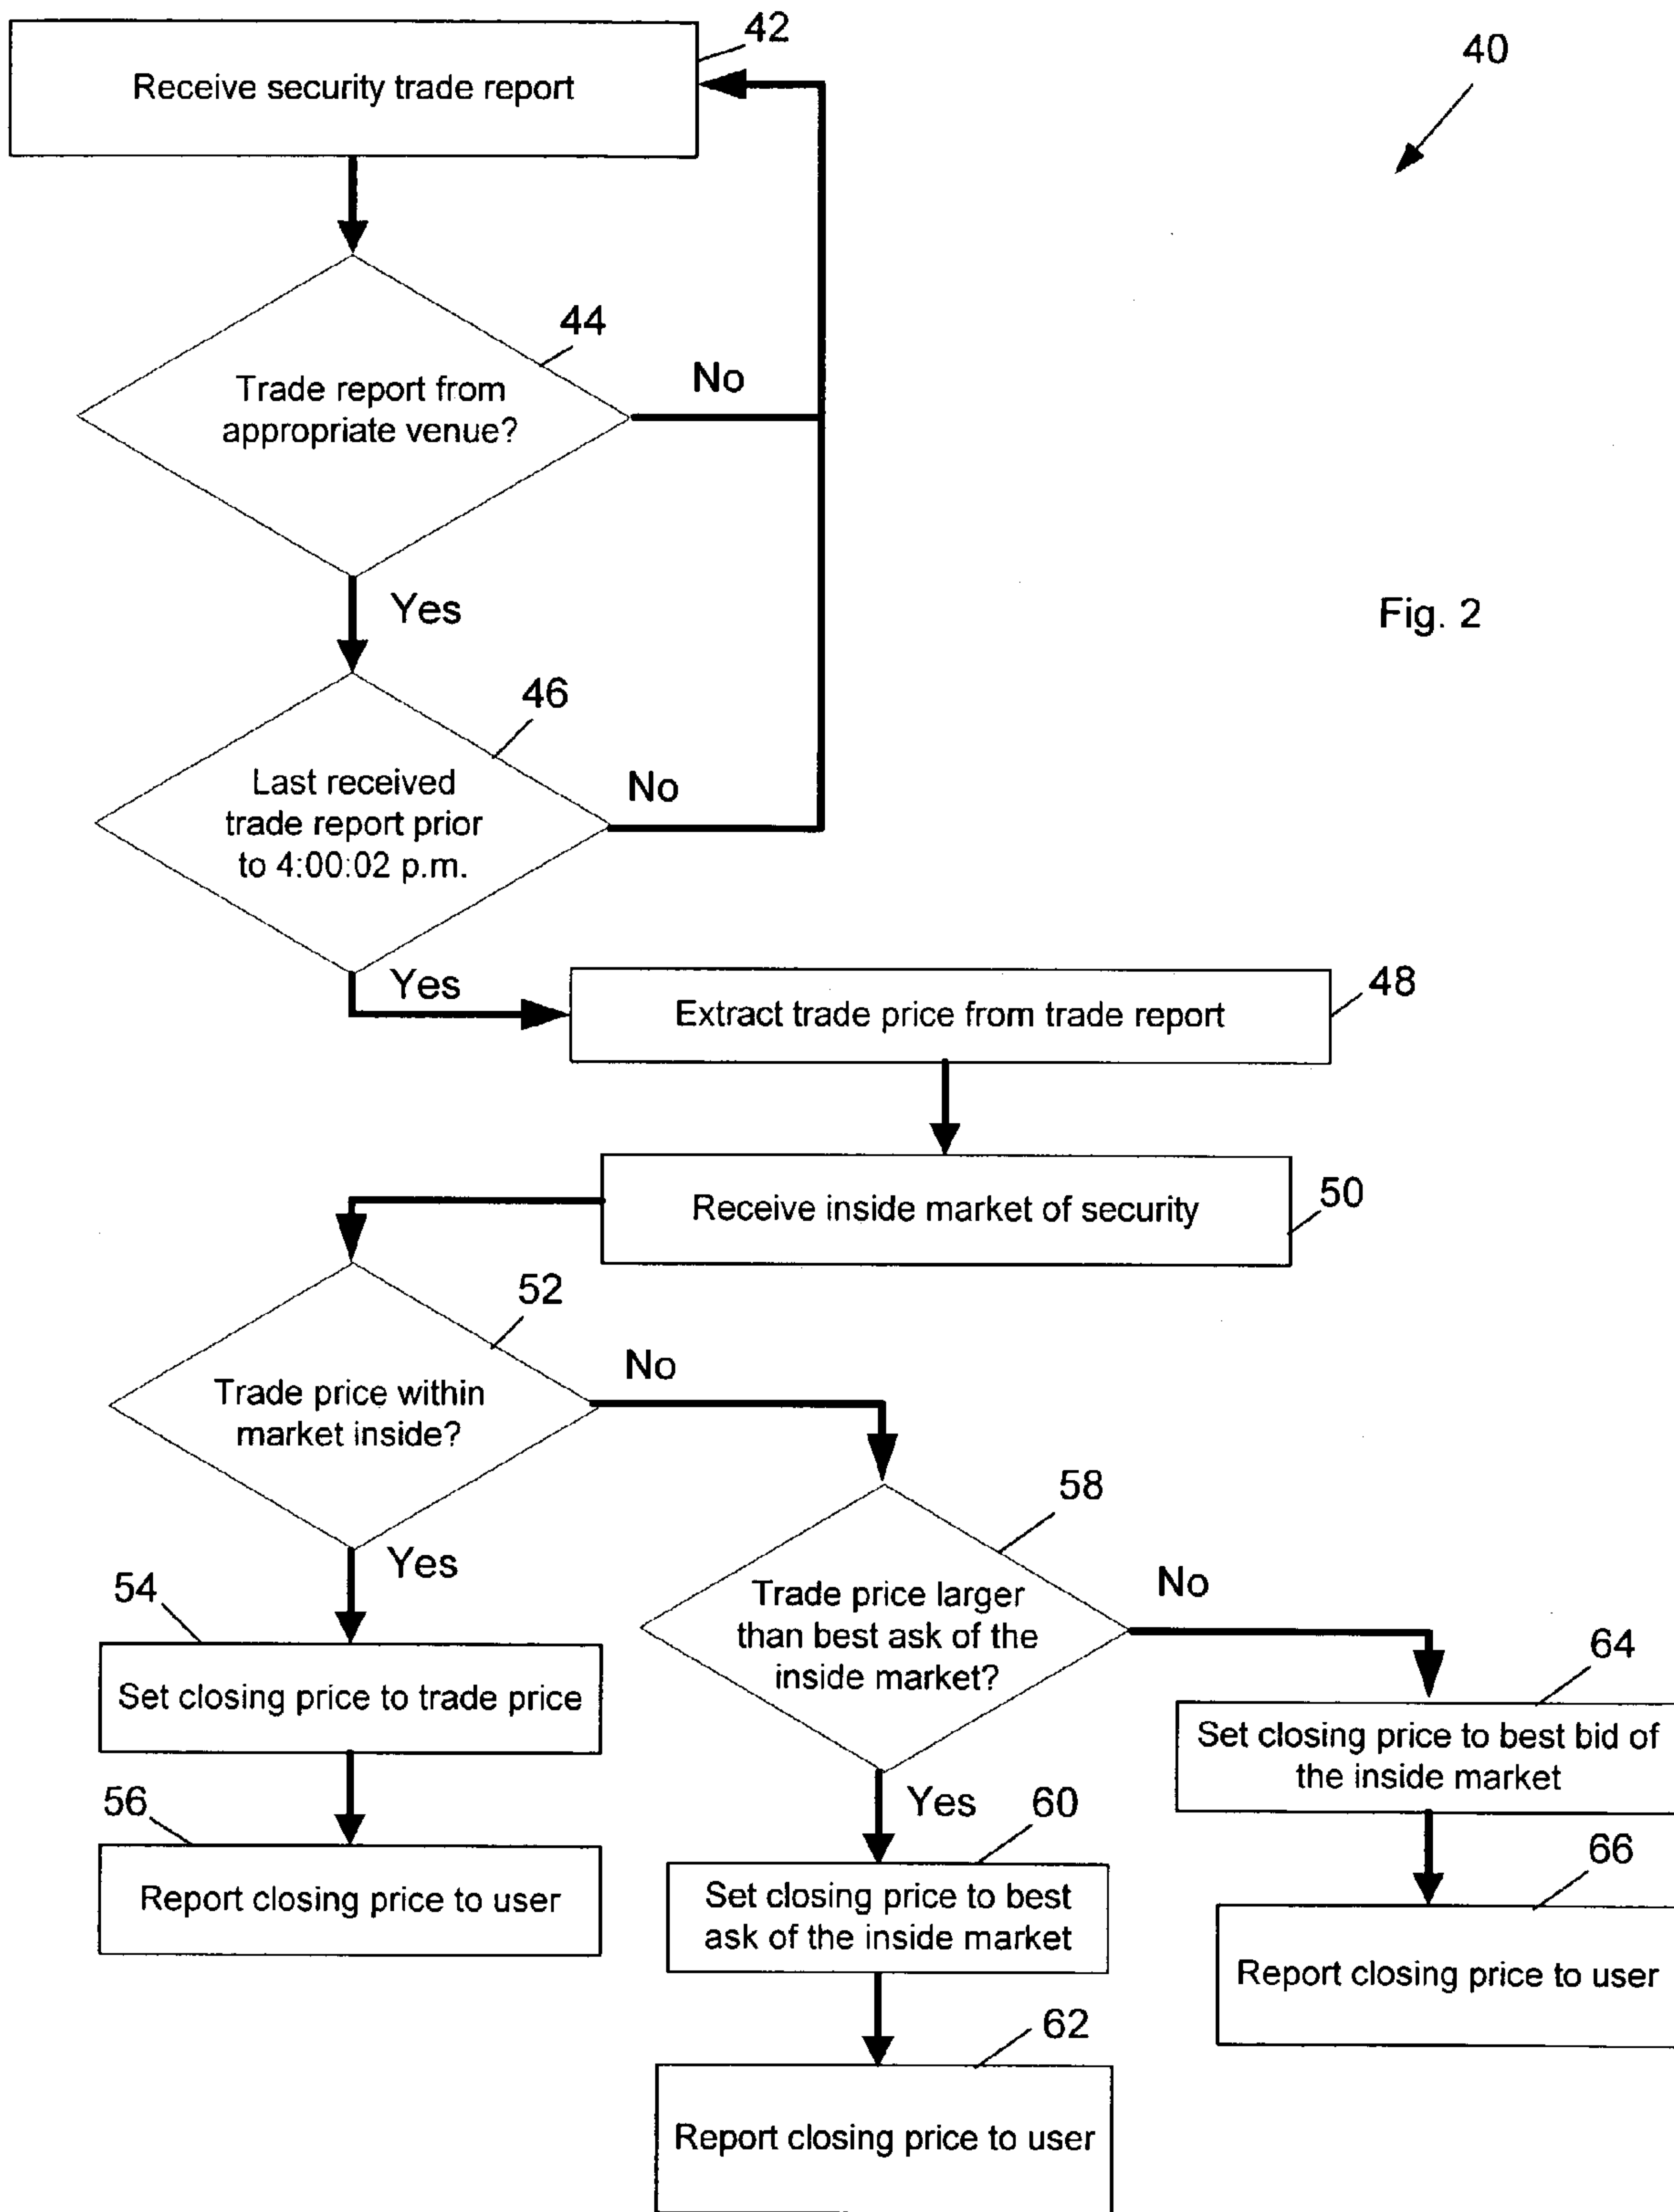 42
Receive security trade report
40
44
Trade report from
appropriate venue?
No
Yes
Fig. 2
46
Last received
trade report prior
to 4:00:02 p.m.
No
Yes
48
Extract trade price from trade report
50
Receive inside market of security
52
Trade price within
market inside?
No
Yes
58
Trade price larger
than best ask of the
inside market?
No
Yes
54
Set closing price to trade price
56
Report closing price to user
60
Set closing price to best
ask of the inside market
62
Report closing price to user
64
Set closing price to best bid of
the inside market
66
Report closing price to user